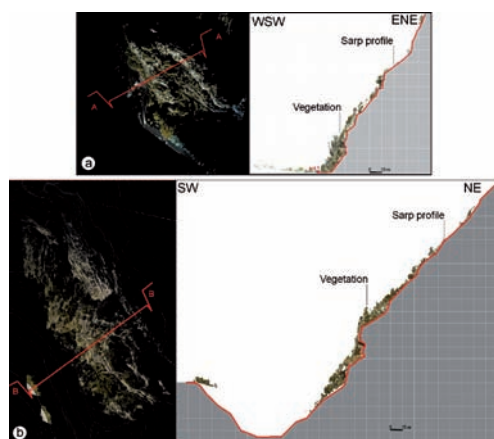 WSW ENE
Sarp profile
Vegetation
A
A
a
SW NE
Sarp profile
Vegetation
B
B
b